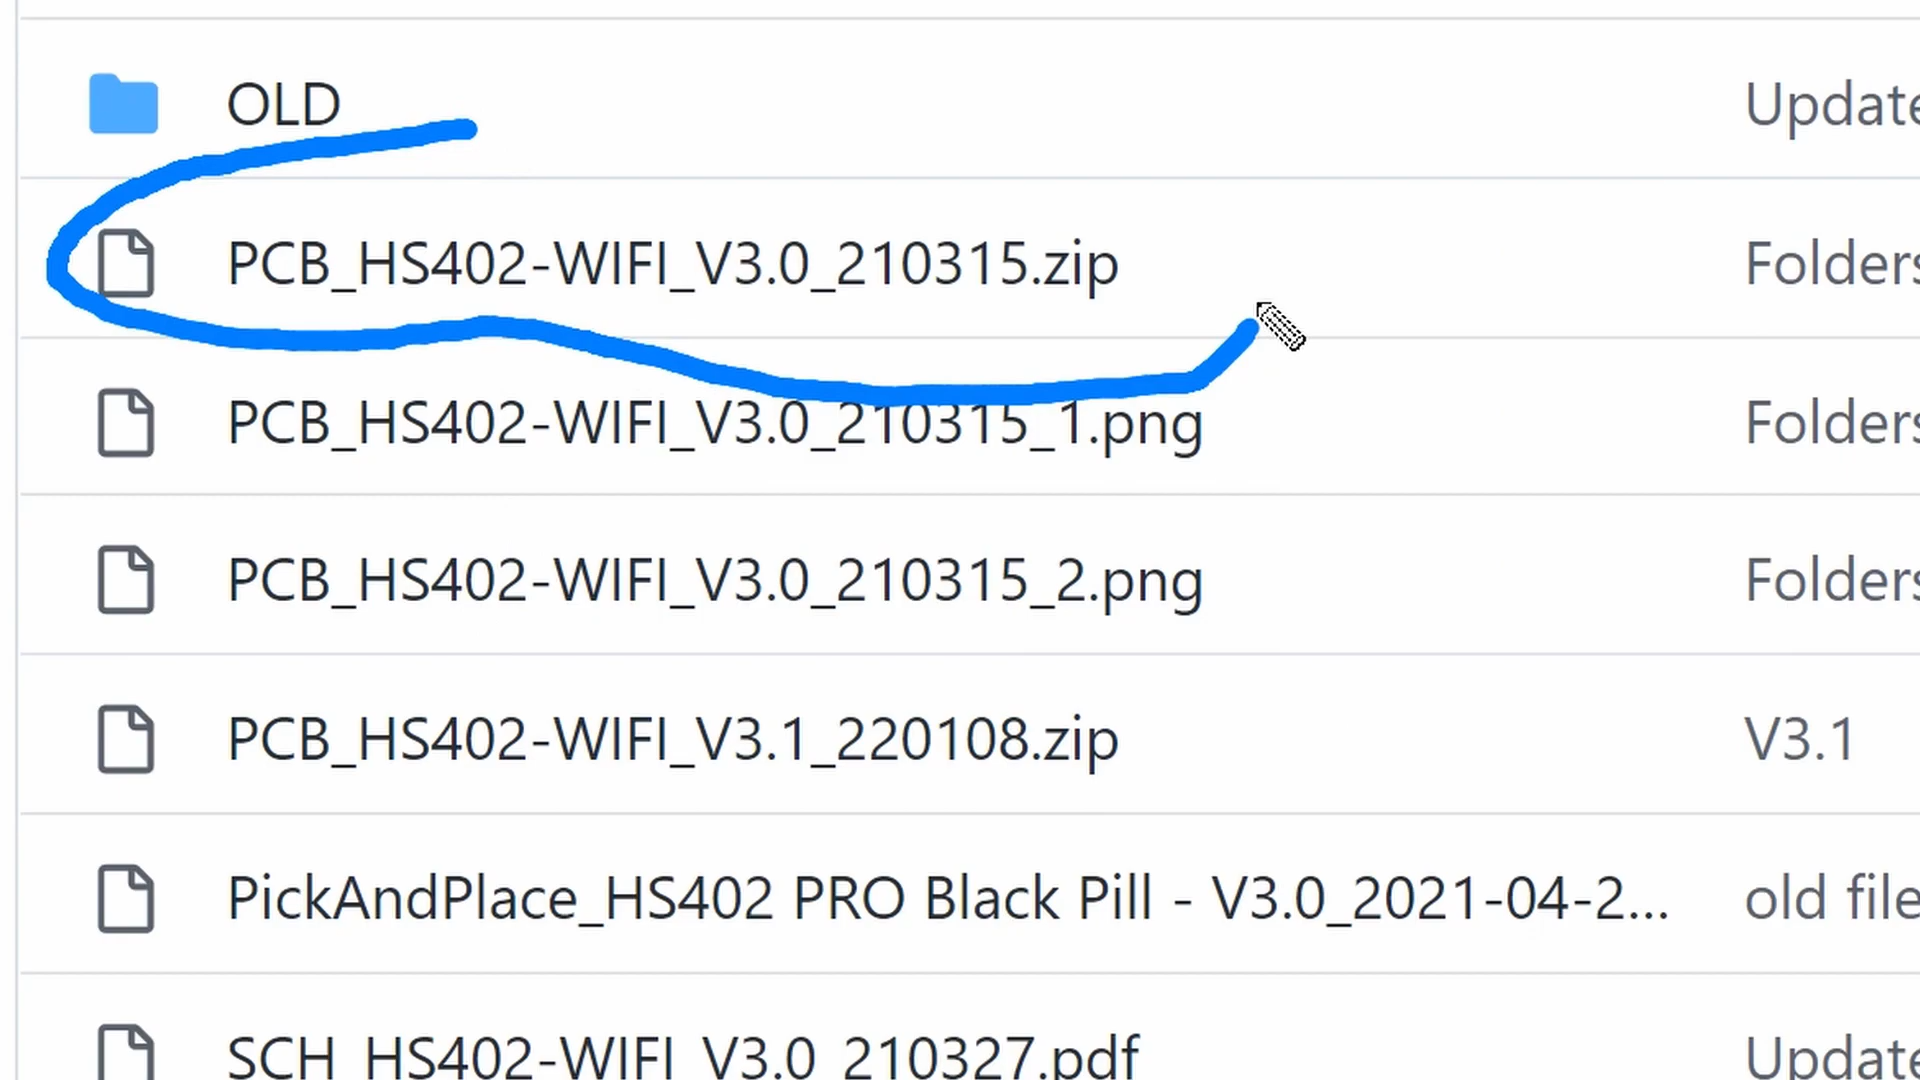 OLD Update
PCB_HS402-WIFI_V3.0_210315.zip Folders
PCB_HS402-WIFI_V3.0_210315_1.png Folders
PCB_HS402-WIFI_V3.0_210315_2.png Folders
PCB_HS402-WIFI_V3.1_220108.zip V3.1
PickAndPlace_HS402 PRO Black Pill - V3.0_2021-04-2... old file
SCH_HS402-WIFI_V3.0_210327.pdf Update